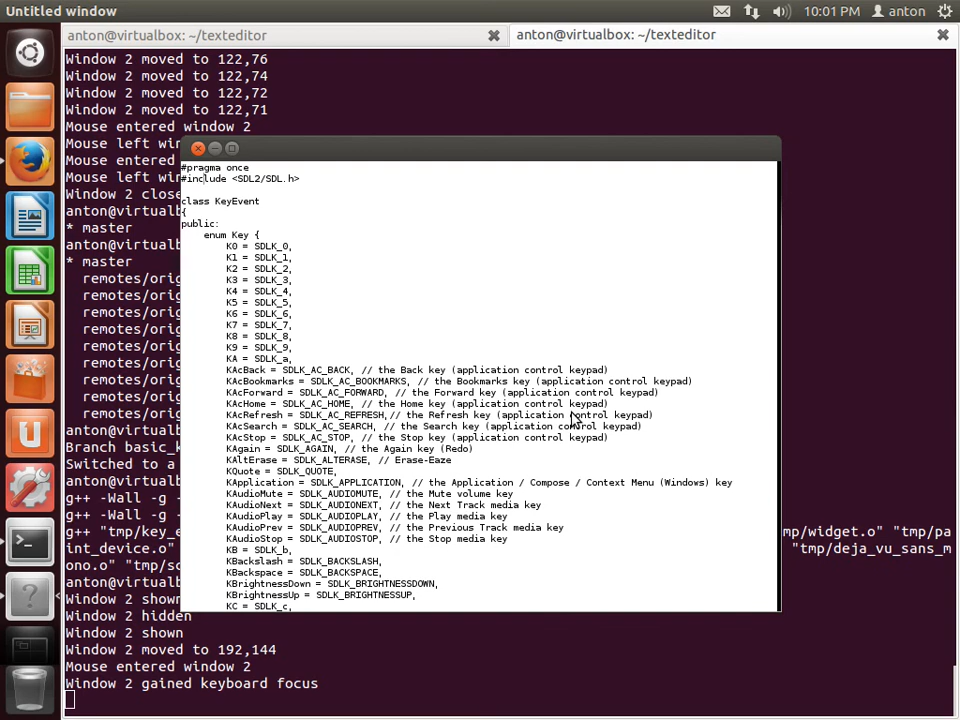 Untitled window
10:01 PM
anton
anton@virtualbox: ~/texteditor
anton@virtualbox: ~/texteditor
Window 2 moved to 122,76
Window 2 moved to 122,74
Window 2 moved to 122,72
Window 2 moved to 122,71
Mouse entered window 2
Mouse left win
Mouse entered
Mouse left win
Window 2 close
anton@virtualb
* master
anton@virtualb
* master
remotes/orig
remotes/orig
remotes/orig
remotes/orig
remotes/orig
remotes/orig
remotes/orig
remotes/orig
remotes/orig
anton@virtualb
Branch basic_k
Switched to a
anton@virtualb
g++ -Wall -g -
g++ -Wall -g -
g++ "tmp/key_e
mp/widget.o" "tmp/pa
int_device.o"
"tmp/deja_vu_sans_m
ono.o" "tmp/sc
anton@virtualb
Window 2 shown
Window 2 hidden
Window 2 shown
Window 2 moved to 192,144
Mouse entered window 2
Window 2 gained keyboard focus
#pragma once
#include <SDL2/SDL.h>
class KeyEvent
{
public:
enum Key {
K0 = SDLK_0,
K1 = SDLK_1,
K2 = SDLK_2,
K3 = SDLK_3,
K4 = SDLK_4,
K5 = SDLK_5,
K6 = SDLK_6,
K7 = SDLK_7,
K8 = SDLK_8,
K9 = SDLK_9,
KA = SDLK_a,
KAcBack = SDLK_AC_BACK, // the Back key (application control keypad)
KAcBookmarks = SDLK_AC_BOOKMARKS, // the Bookmarks key (application control keypad)
KAcForward = SDLK_AC_FORWARD, // the Forward key (application control keypad)
KAcHome = SDLK_AC_HOME, // the Home key (application control keypad)
KAcRefresh = SDLK_AC_REFRESH,// the Refresh key (application control keypad)
KAcSearch = SDLK_AC_SEARCH, // the Search key (application control keypad)
KAcStop = SDLK_AC_STOP, // the Stop key (application control keypad)
KAgain = SDLK_AGAIN, // the Again key (Redo)
KAltErase = SDLK_ALTERASE, // Erase-Eaze
KQuote = SDLK_QUOTE,
KApplication = SDLK_APPLICATION, // the Application / Compose / Context Menu (Windows) key
KAudioMute = SDLK_AUDIOMUTE, // the Mute volume key
KAudioNext = SDLK_AUDIONEXT, // the Next Track media key
KAudioPlay = SDLK_AUDIOPLAY, // the Play media key
KAudioPrev = SDLK_AUDIOPREV, // the Previous Track media key
KAudioStop = SDLK_AUDIOSTOP, // the Stop media key
KB = SDLK_b,
KBackslash = SDLK_BACKSLASH,
KBackspace = SDLK_BACKSPACE,
KBrightnessDown = SDLK_BRIGHTNESSDOWN,
KBrightnessUp = SDLK_BRIGHTNESSUP,
KC = SDLK_c,